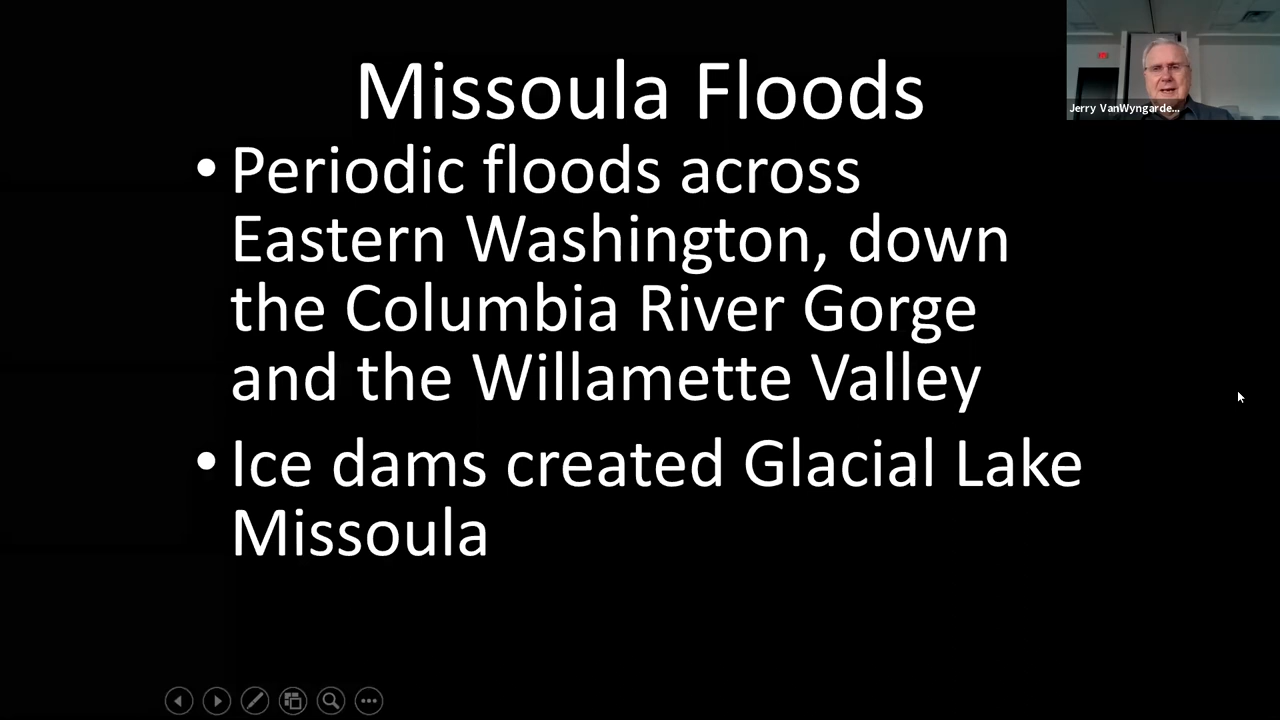 Missoula Floods
Jerry VanWyngarde...
• Periodic floods across
Eastern Washington, down
the Columbia River Gorge
and the Willamette Valley
• Ice dams created Glacial Lake
Missoula